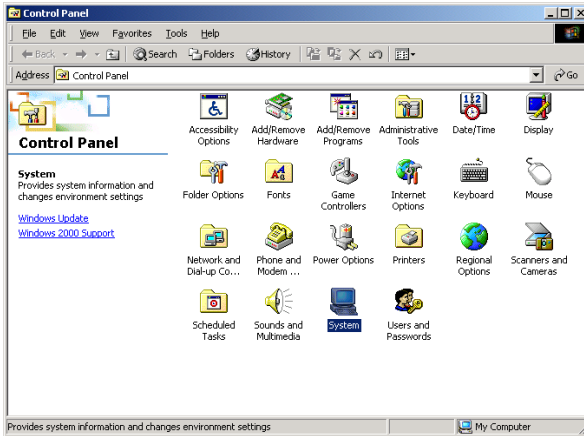 Control Panel
File Edit View Favorites Tools Help
Back Search Folders History
Address Control Panel Go
Control Panel
System
Provides system information and
changes environment settings
Windows Update
Windows 2000 Support
Accessibility
Options
Add/Remove
Hardware
Add/Remove
Programs
Administrative
Tools
Date/Time
Display
Folder Options
Fonts
Game
Controllers
Internet
Options
Keyboard
Mouse
Network and
Dial-up Co...
Phone and
Modem ...
Power Options
Printers
Regional
Options
Scanners and
Cameras
Scheduled
Tasks
Sounds and
Multimedia
System
Users and
Passwords
Provides system information and changes environment settings
My Computer